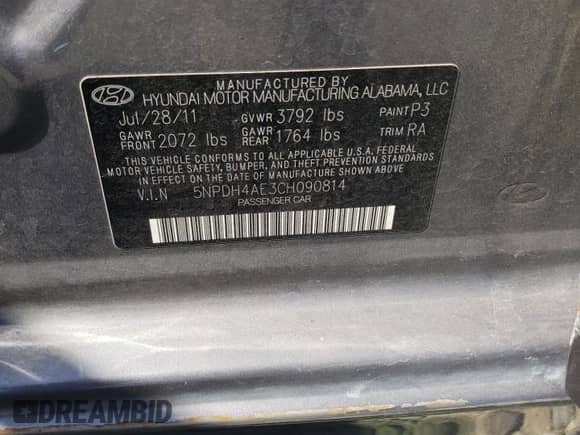 MANUFACTURED BY
HYUNDAI MOTOR MANUFACTURING ALABAMA, LLC
Jul/28/11 GVWR 3792 lbs PAINT P3
GAWR FRONT 2072 lbs GAWR REAR 1764 lbs TRIM RA
THIS VEHICLE CONFORMS TO ALL APPLICABLE U.S.A. FEDERAL
MOTOR VEHICLE SAFETY, BUMPER, AND THEFT PREVENTION STANDARDS
IN EFFECT ON THE DATE OF MANUFACTURE SHOWN ABOVE
V.I.N 5NPDH4AE3CH090814
PASSENGER CAR
DREAMBID